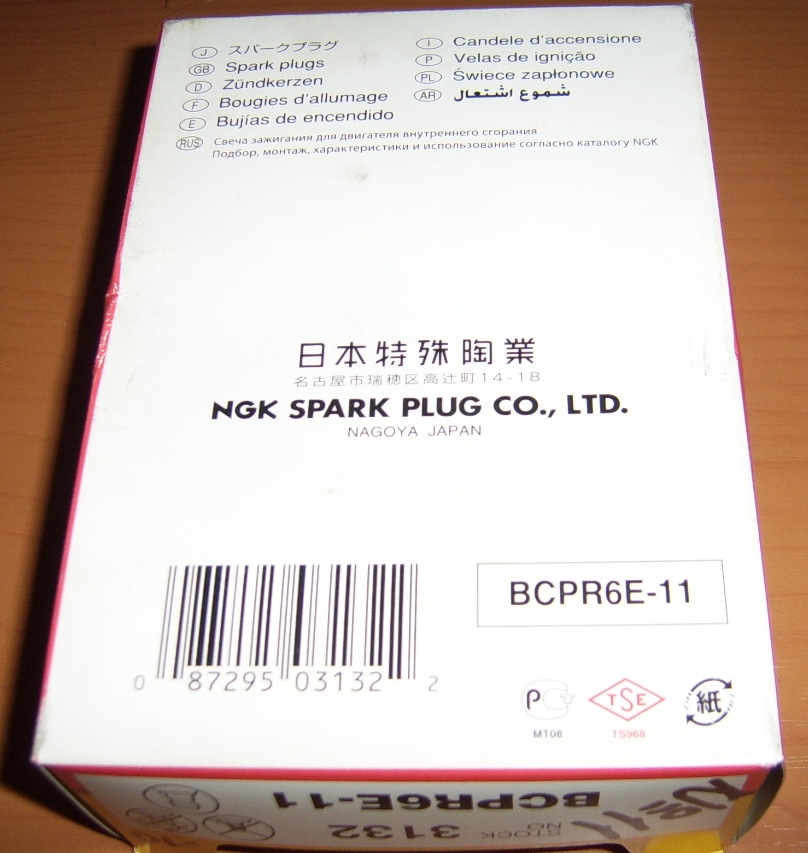 J スパークプラグ
GB Spark plugs
D Zündkerzen
F Bougies d'allumage
E Bujías de encendido
I Candele d'accensione
P Velas de ignição
PL Świece zapłonowe
AR شموع اشتعال
RUS Свеча зажигания для двигателя внутреннего сгорания
Подбор, монтаж, характеристики и использование согласно каталогу NGK
日本特殊陶業
名古屋市瑞穂区高辻町14-18
NGK SPARK PLUG CO., LTD.
NAGOYA JAPAN
0 87295 03132 2
BCPR6E-11
P
MT08
TSE
TS968
紙
BCPR6E-11
STOCK NO. 3132